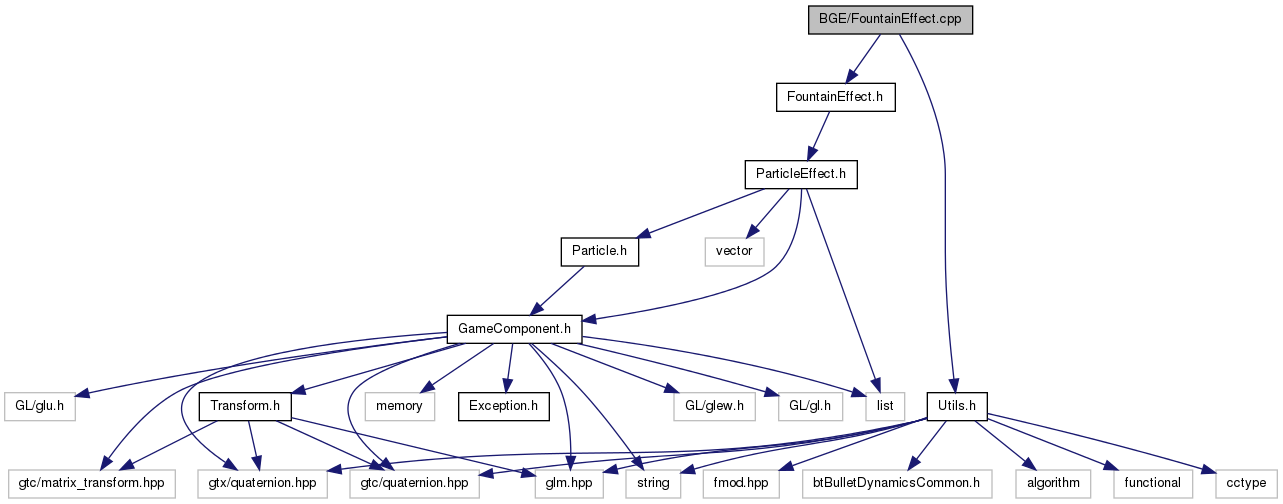 BGE/FountainEffect.cpp
FountainEffect.h
ParticleEffect.h
Particle.h
vector
GameComponent.h
GL/glu.h
Transform.h
memory
Exception.h
GL/glew.h
GL/gl.h
list
Utils.h
gtc/matrix_transform.hpp
gtx/quaternion.hpp
gtc/quaternion.hpp
glm.hpp
string
fmod.hpp
btBulletDynamicsCommon.h
algorithm
functional
cctype